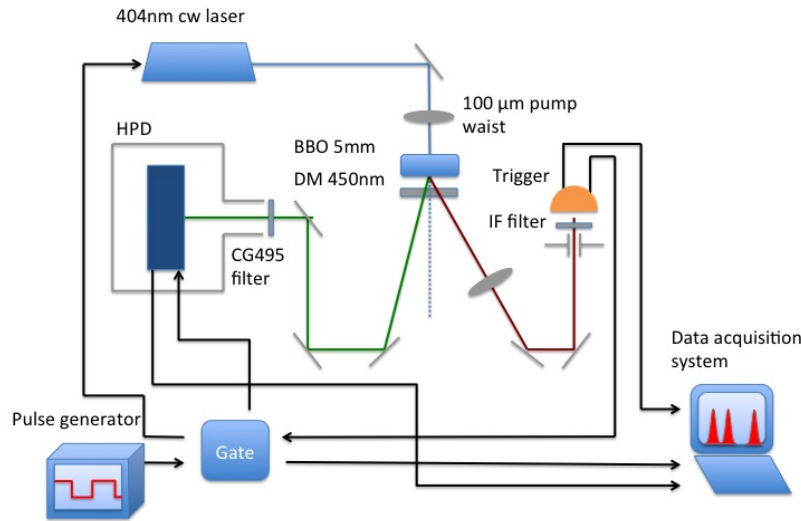 404nm cw laser
100 µm pump
waist
HPD
BBO 5mm
DM 450nm
Trigger
IF filter
CG495
filter
Data acquisition
system
Pulse generator
Gate